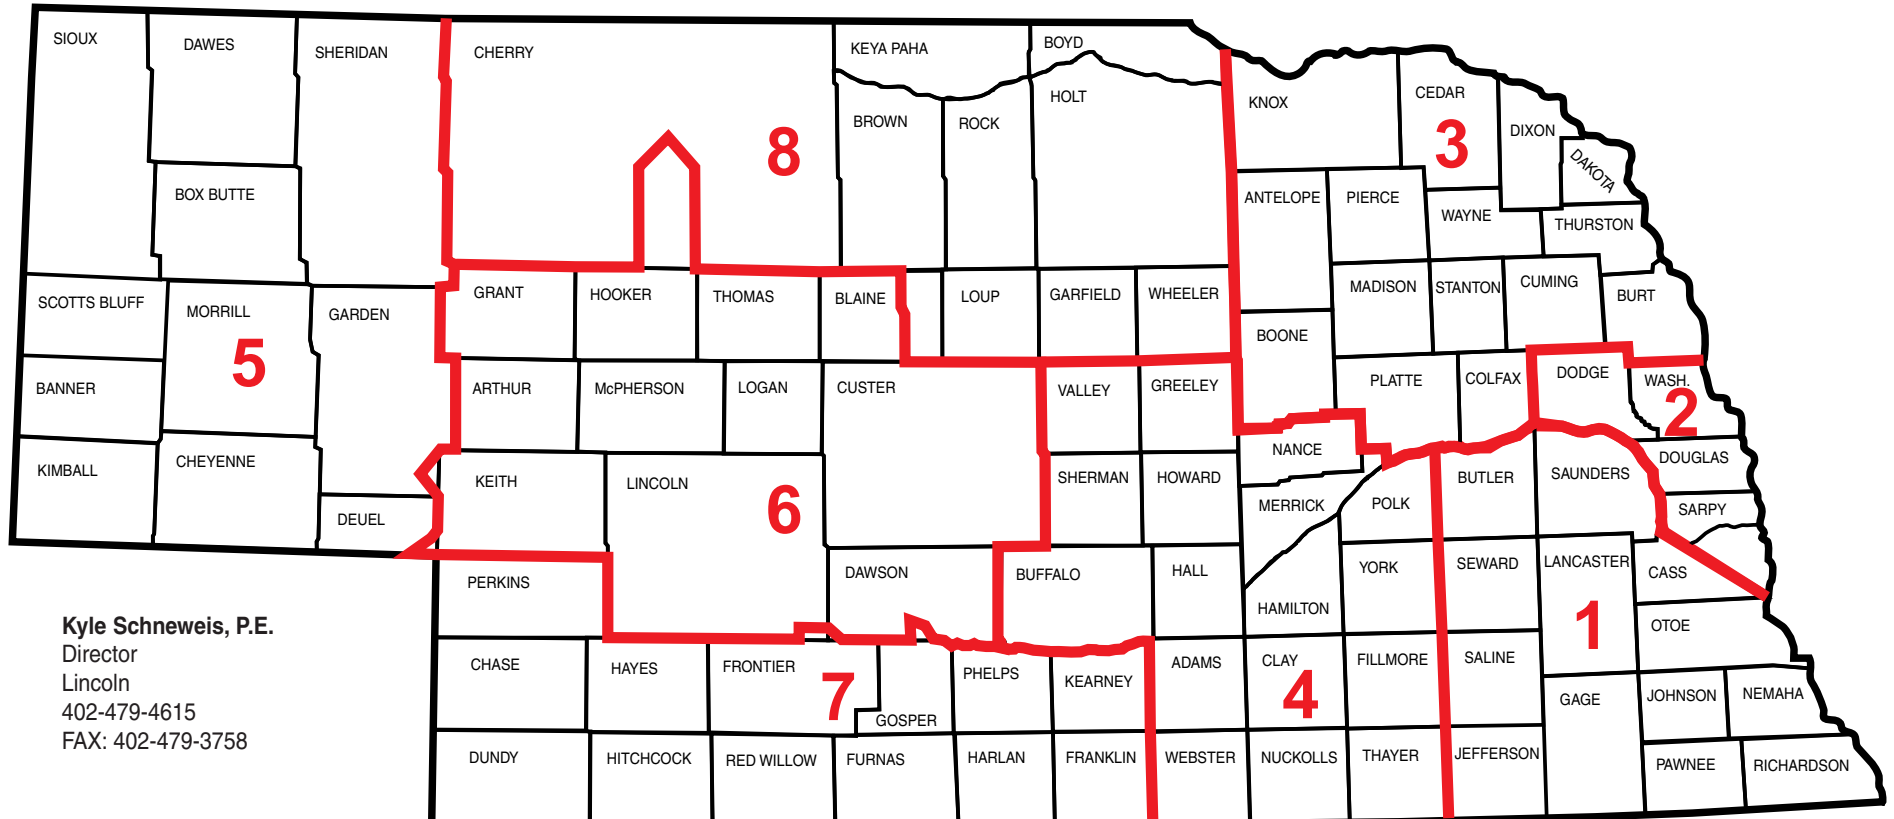 SIOUX
DAWES
SHERIDAN
CHERRY
KEYA PAHA
BOYD
KNOX
CEDAR
DIXON
DAKOTA
BROWN
ROCK
HOLT
8
3
BOX BUTTE
ANTELOPE
PIERCE
WAYNE
THURSTON
SCOTTS BLUFF
MORRILL
GARDEN
GRANT
HOOKER
THOMAS
BLAINE
LOUP
GARFIELD
WHEELER
MADISON
STANTON
CUMING
BURT
5
BOONE
BANNER
ARTHUR
McPHERSON
LOGAN
CUSTER
VALLEY
GREELEY
PLATTE
COLFAX
DODGE
WASH.
2
KIMBALL
CHEYENNE
DEUEL
KEITH
LINCOLN
6
SHERMAN
HOWARD
NANCE
MERRICK
POLK
BUTLER
SAUNDERS
DOUGLAS
SARPY
PERKINS
DAWSON
BUFFALO
HALL
HAMILTON
YORK
SEWARD
LANCASTER
CASS
1
OTOE
CHASE
HAYES
FRONTIER
7
GOSPER
PHELPS
KEARNEY
ADAMS
CLAY
4
FILLMORE
SALINE
GAGE
JOHNSON
NEMAHA
DUNDY
HITCHCOCK
RED WILLOW
FURNAS
HARLAN
FRANKLIN
WEBSTER
NUCKOLLS
THAYER
JEFFERSON
PAWNEE
RICHARDSON
Kyle Schneweis, P.E.
Director
Lincoln
402-479-4615
FAX: 402-479-3758